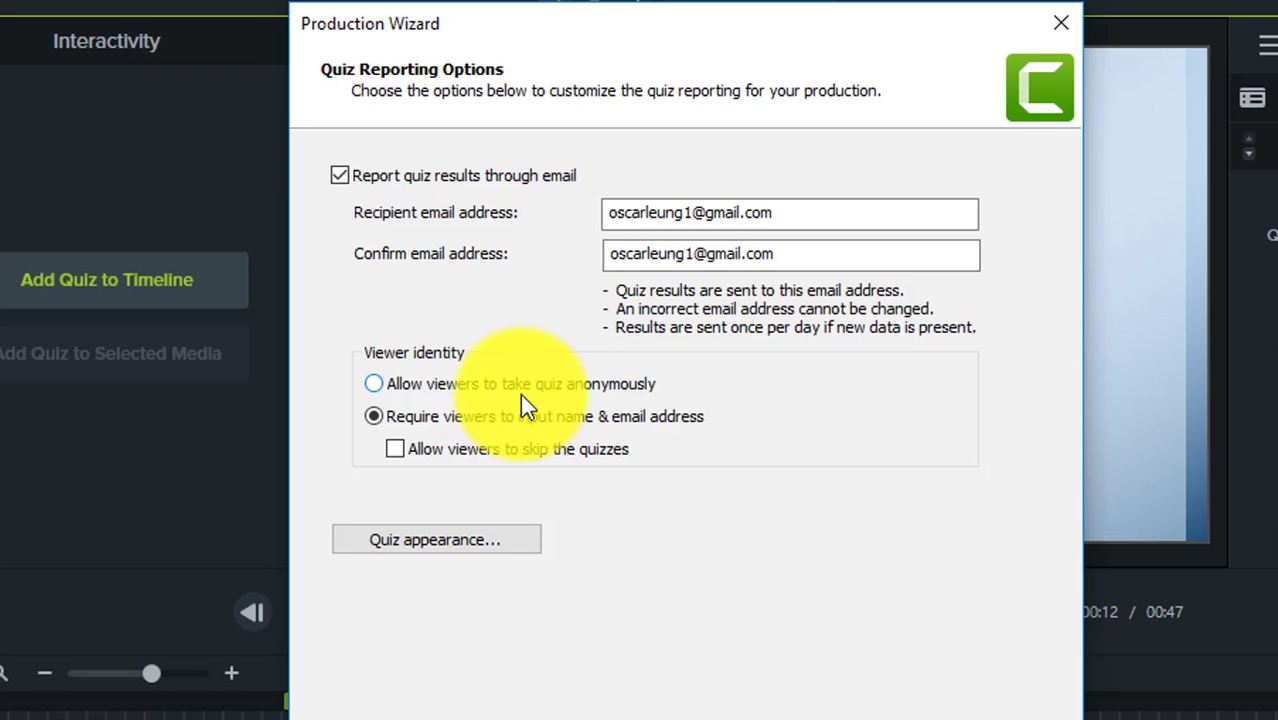 Production Wizard
Interactivity
Quiz Reporting Options
Choose the options below to customize the quiz reporting for your production.
Report quiz results through email
Recipient email address: oscarleung1@gmail.com
Confirm email address: oscarleung1@gmail.com
- Quiz results are sent to this email address.
- An incorrect email address cannot be changed.
- Results are sent once per day if new data is present.
Add Quiz to Timeline
Add Quiz to Selected Media
Viewer identity
Allow viewers to take quiz anonymously
Require viewers to input name & email address
Allow viewers to skip the quizzes
Quiz appearance...
00:12 / 00:47